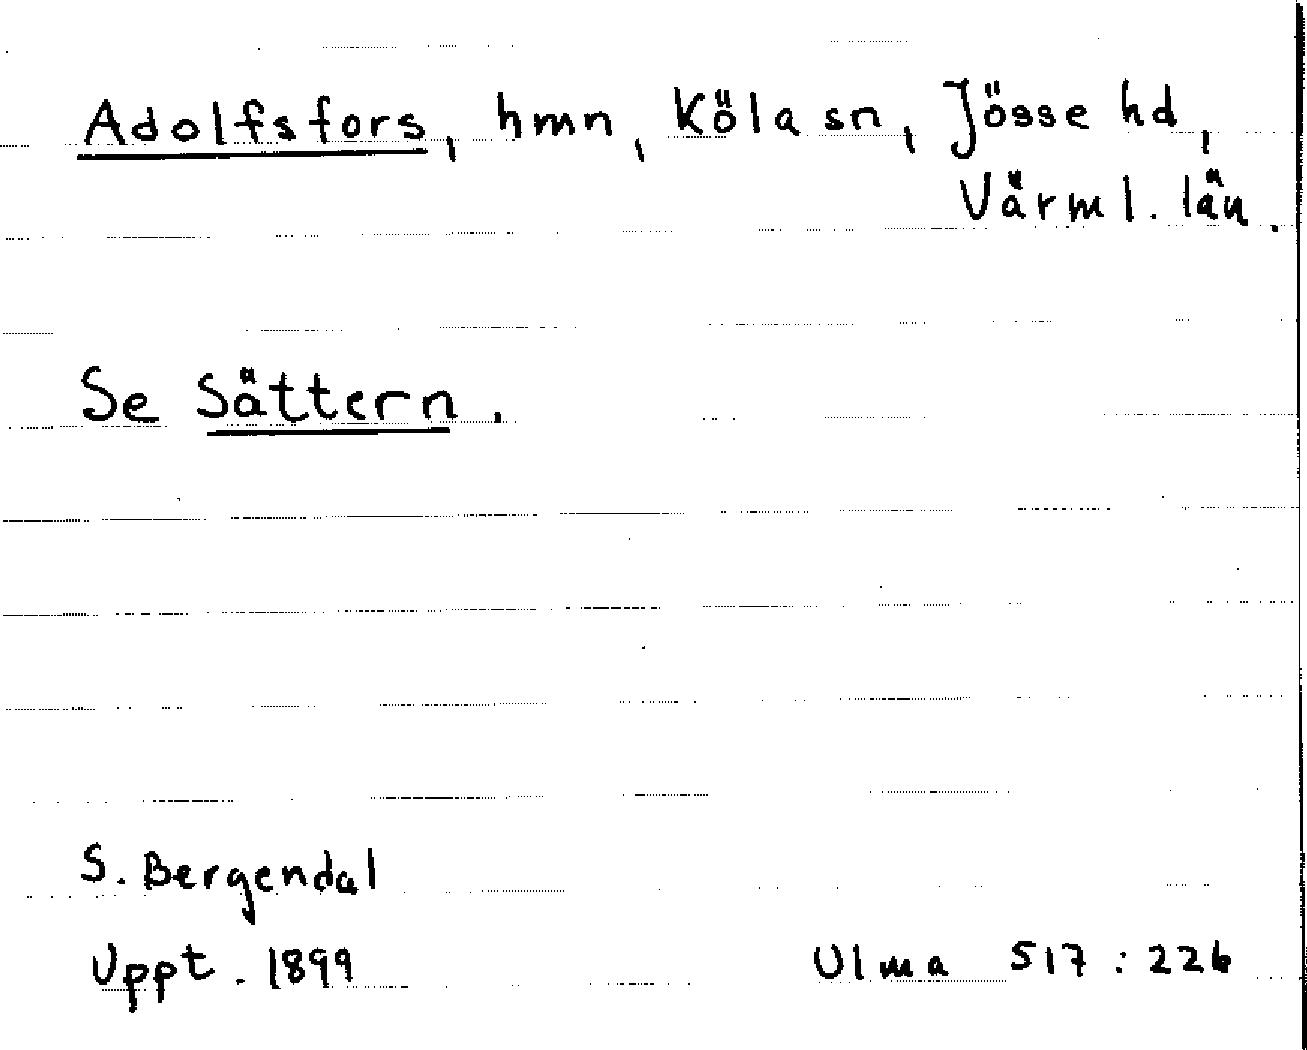 Adolfsfors, hmn, Köla sn, Jösse hd,
Värml. län.
Se Sättern.
S. Bergendal
Uppt. 1899
Ulma 517:226